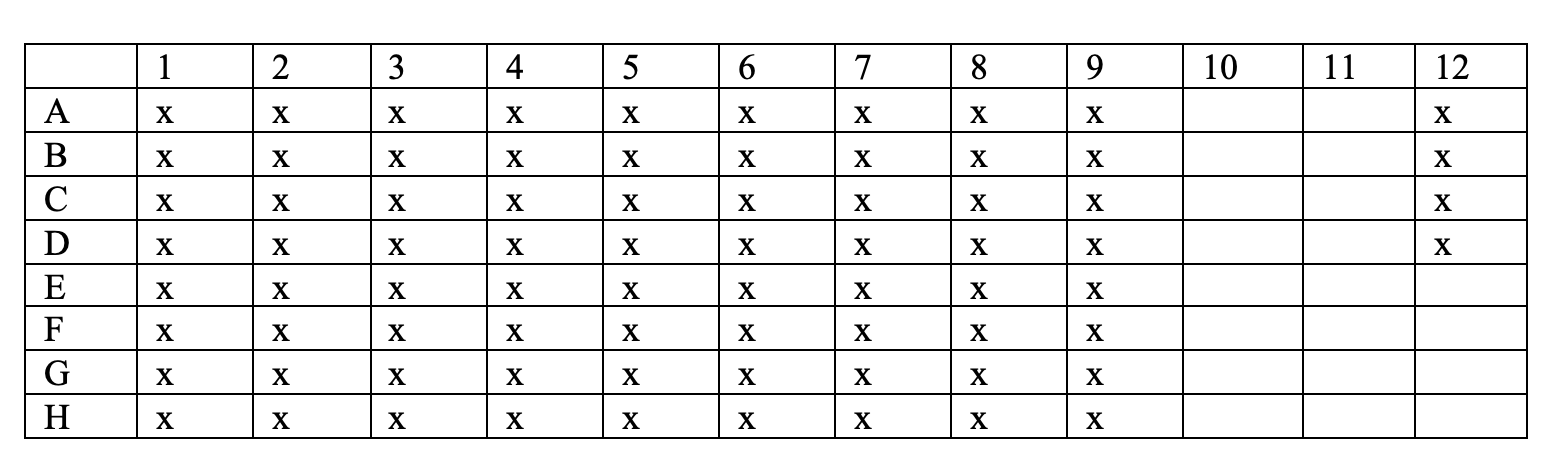 1 2 3 4 5 6 7 8 9 10 11 12
A x x x x x x x x x x
B x x x x x x x x x x
C x x x x x x x x x x
D x x x x x x x x x x
E x x x x x x x x x
F x x x x x x x x x
G x x x x x x x x x
H x x x x x x x x x